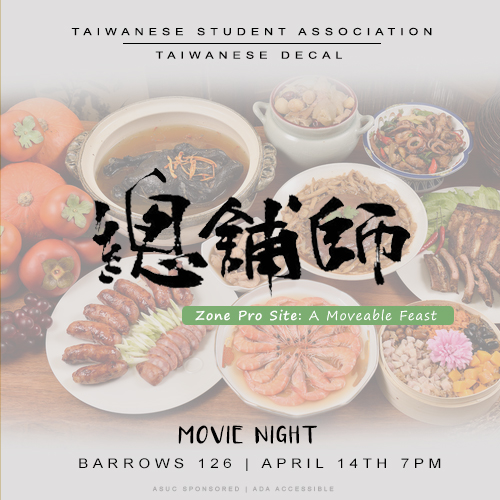 TAIWANESE STUDENT ASSOCIATION
TAIWANESE DECAL
總舖師
Zone Pro Site: A Moveable Feast
MOVIE NIGHT
BARROWS 126 | APRIL 14TH 7PM
ASUC SPONSORED | ADA ACCESSIBLE